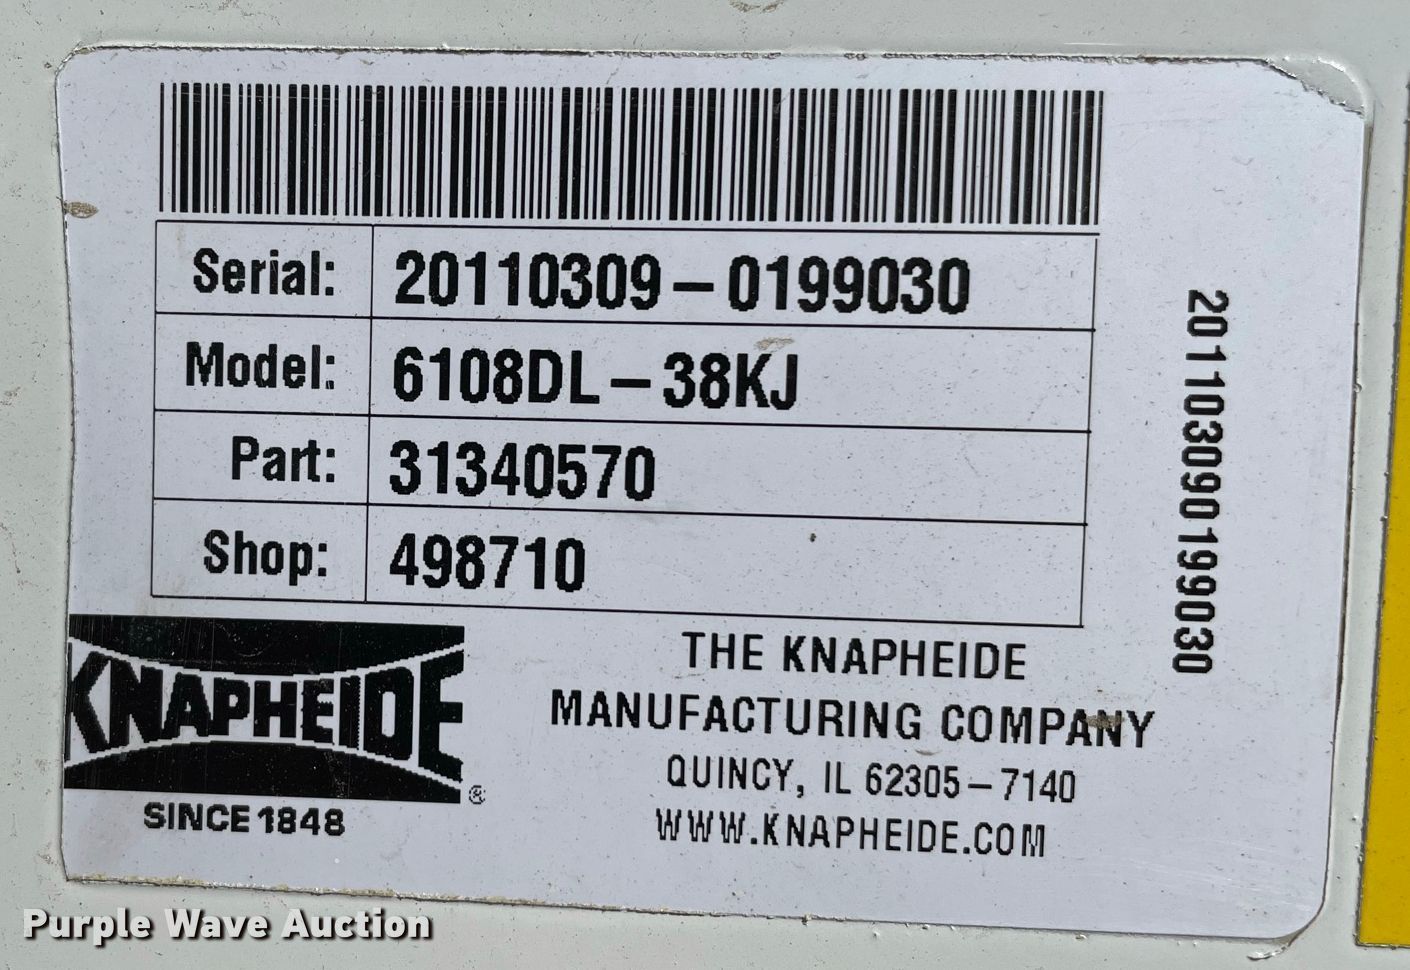 Serial: 20110309-0199030
Model: 6108DL-38KJ
Part: 31340570
Shop: 498710
201103090199030
KNAPHEIDE®
SINCE 1848
THE KNAPHEIDE
MANUFACTURING COMPANY
QUINCY, IL 62305-7140
WWW.KNAPHEIDE.COM
Purple Wave Auction